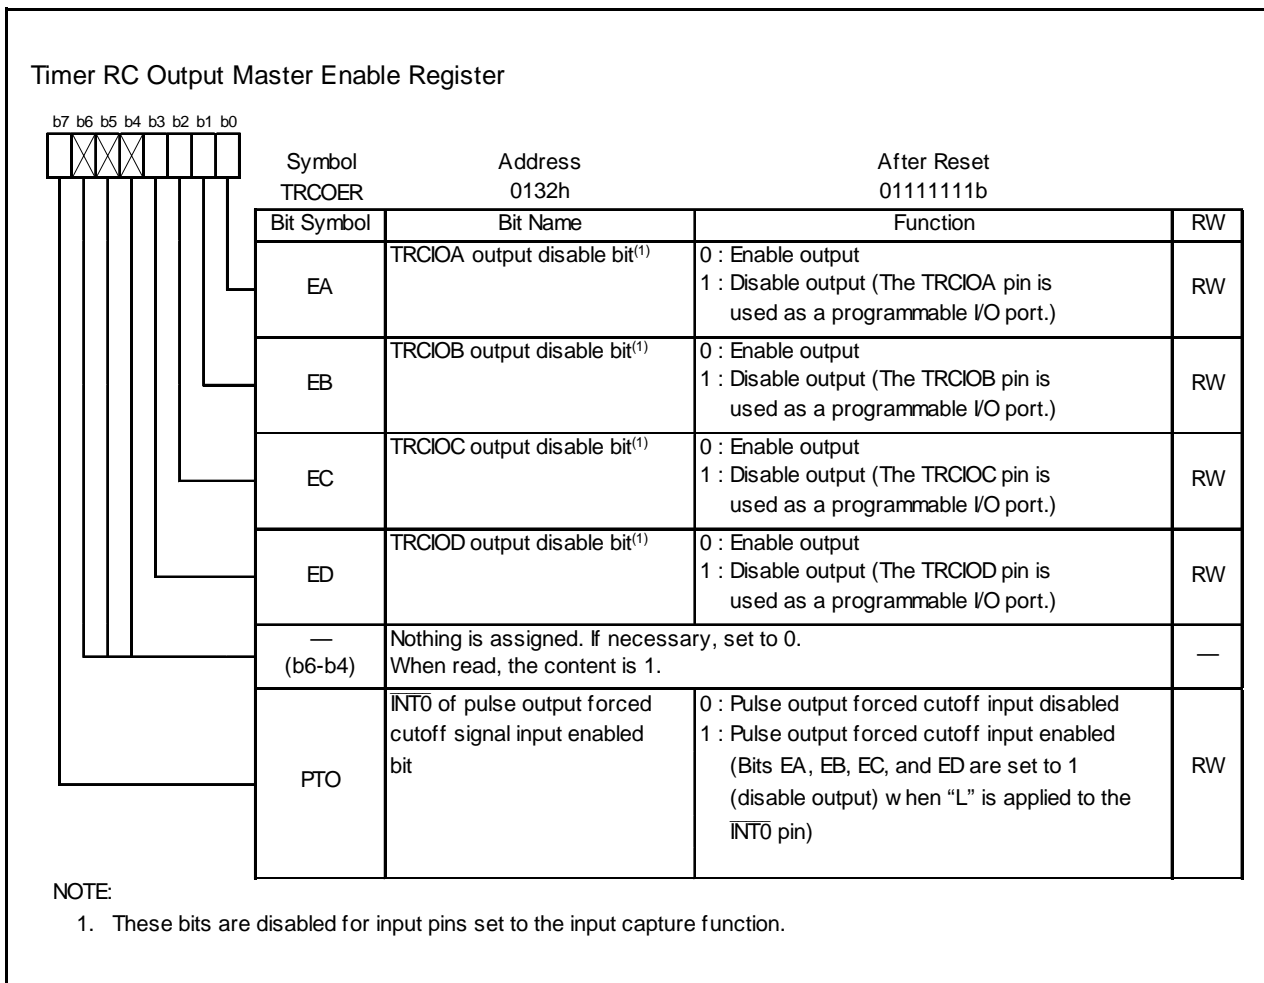 Timer RC Output Master Enable Register
b7 b6 b5 b4 b3 b2 b1 b0
Symbol Address After Reset
TRCOER 0132h 01111111b
Bit Symbol Bit Name Function RW
EA
TRCIOA output disable bit(1)
0 : Enable output
1 : Disable output (The TRCIOA pin is
used as a programmable I/O port.)
RW
EB
TRCIOB output disable bit(1)
0 : Enable output
1 : Disable output (The TRCIOB pin is
used as a programmable I/O port.)
RW
EC
TRCIOC output disable bit(1)
0 : Enable output
1 : Disable output (The TRCIOC pin is
used as a programmable I/O port.)
RW
ED
TRCIOD output disable bit(1)
0 : Enable output
1 : Disable output (The TRCIOD pin is
used as a programmable I/O port.)
RW
—
(b6-b4)
Nothing is assigned. If necessary, set to 0.
When read, the content is 1.
—
PTO
INT0 of pulse output forced
cutoff signal input enabled
bit
0 : Pulse output forced cutoff input disabled
1 : Pulse output forced cutoff input enabled
(Bits EA, EB, EC, and ED are set to 1
(disable output) when “L” is applied to the
INT0 pin)
RW
NOTE:
1. These bits are disabled for input pins set to the input capture function.